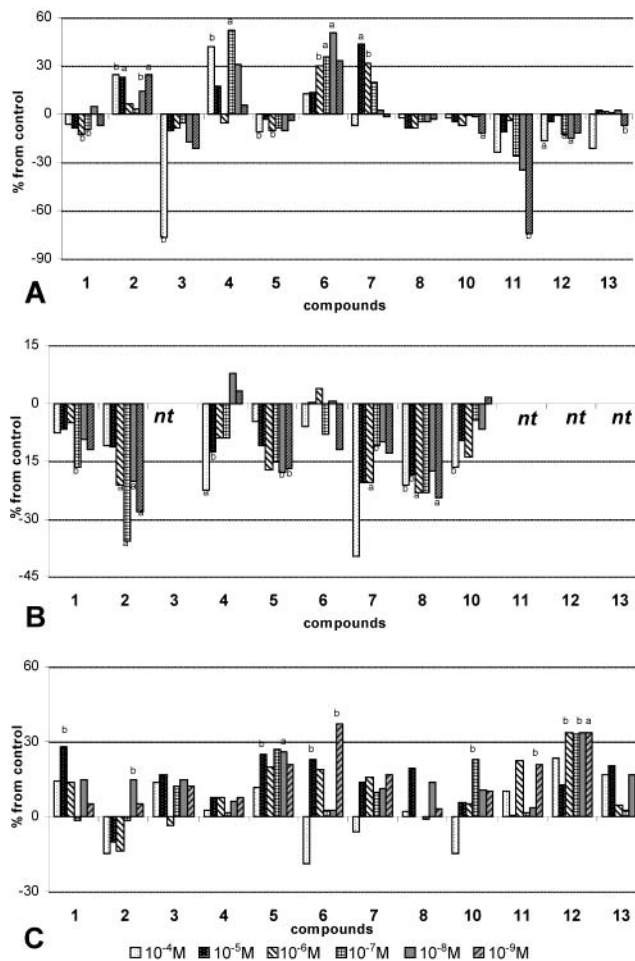 60
30
0
-30
-60
-90
% from control
b a b a
b b
b
b a
b b
b a a
a b
a
b
a b a
b
1 2 3 4 5 6 7 8 10 11 12 13
compounds
A
15
0
-15
-30
-45
% from control
nt
nt nt nt
1 2 3 4 5 6 7 8 10 11 12 13
compounds
B
60
30
0
-30
% from control
b
b
b a
b b
b
b
b b a
1 2 3 4 5 6 7 8 10 11 12 13
compounds
C
10⁻⁴M 10⁻⁵M 10⁻⁶M 10⁻⁷M 10⁻⁸M 10⁻⁹M